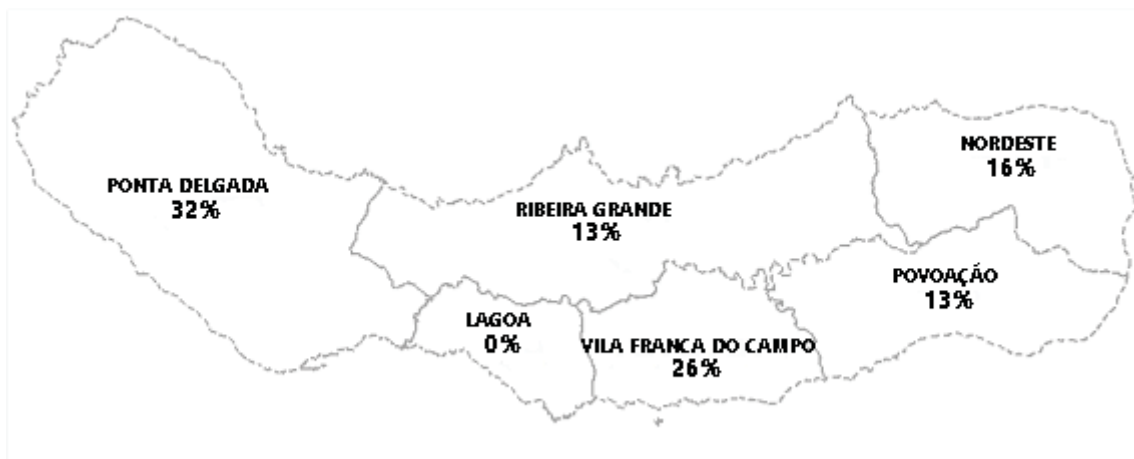 NORDESTE
16%
PONTA DELGADA
32%
RIBEIRA GRANDE
13%
POVOAÇÃO
13%
LAGOA
0%
VILA FRANCA DO CAMPO
26%